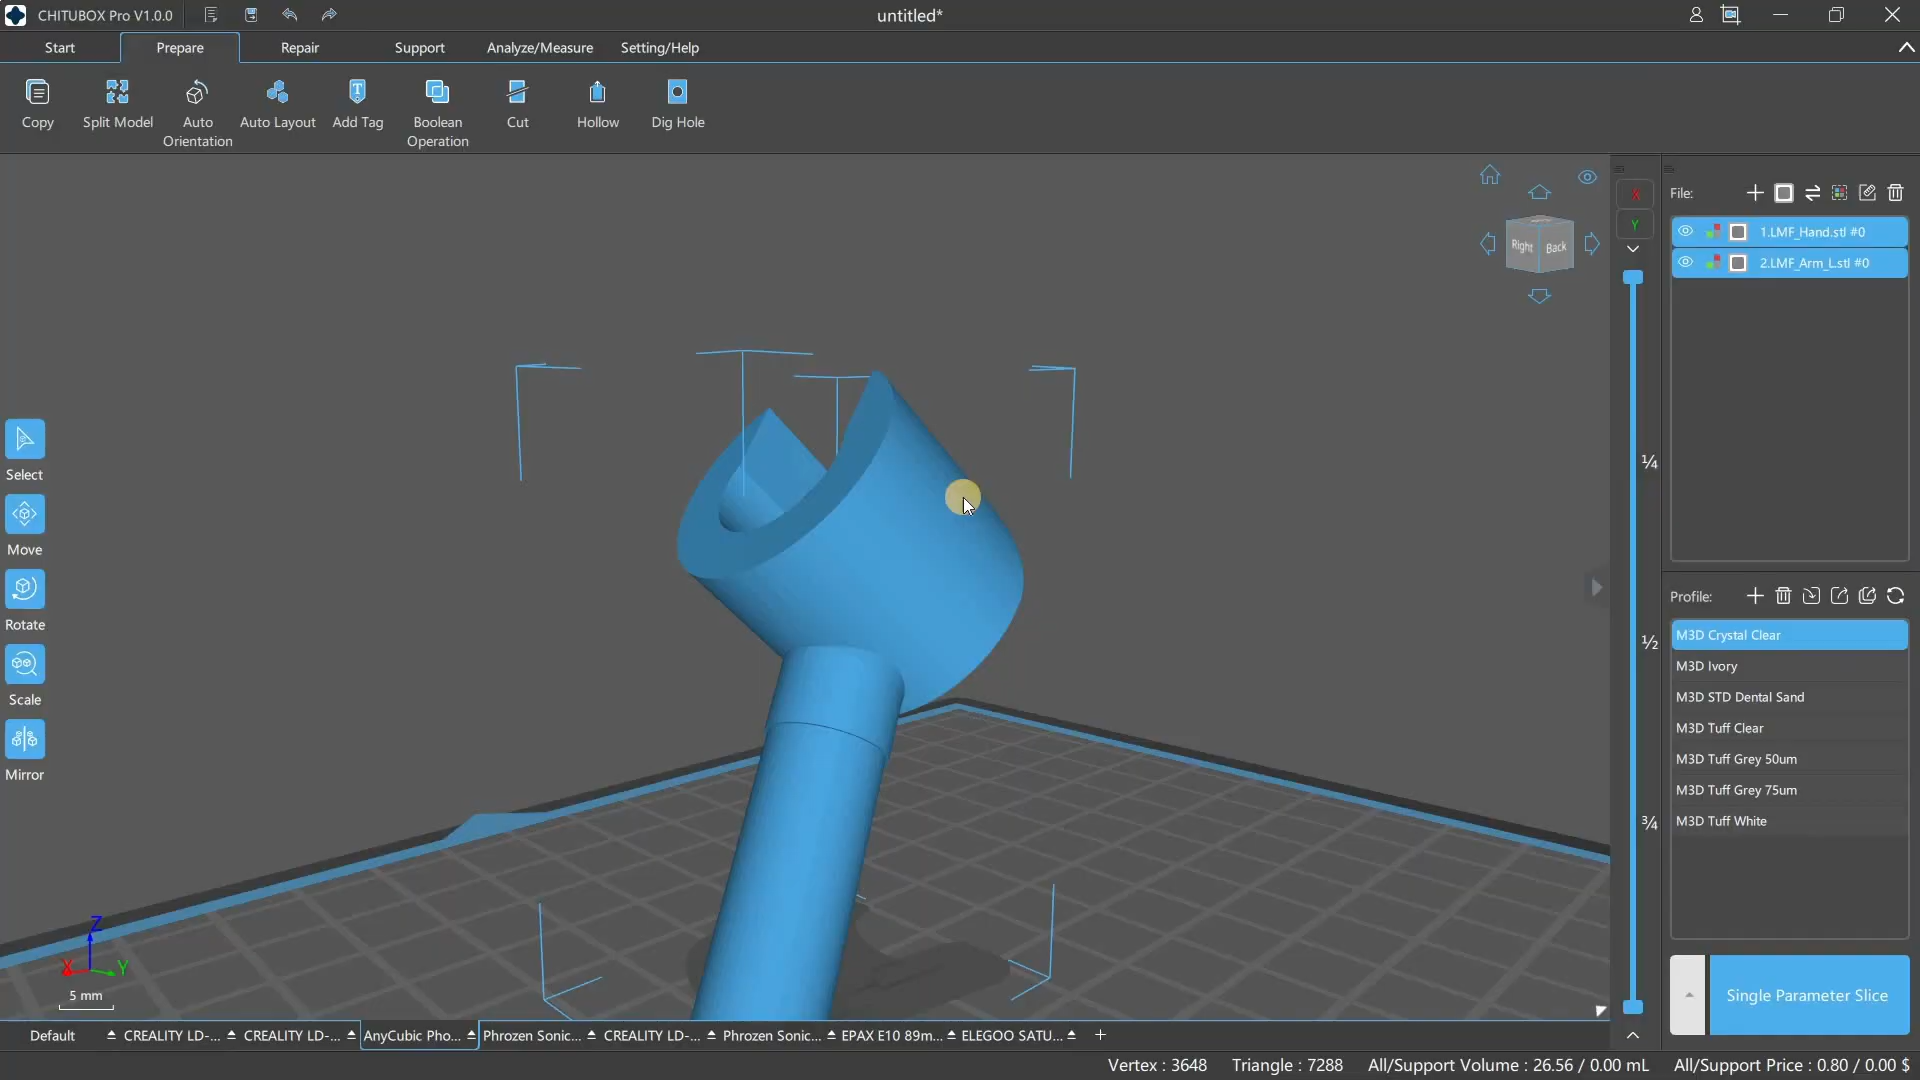 CHITUBOX Pro V1.0.0
untitled*
Start
Prepare
Repair
Support
Analyze/Measure
Setting/Help
Copy
Split Model
Auto
Orientation
Auto Layout
Add Tag
Boolean
Operation
Cut
Hollow
Dig Hole
Select
Move
Rotate
Scale
Mirror
Right
Back
X
Y
1/4
1/2
3/4
File:
1.LMF_Hand.stl #0
2.LMF_Arm_L.stl #0
Profile:
M3D Crystal Clear
M3D Ivory
M3D STD Dental Sand
M3D Tuff Clear
M3D Tuff Grey 50um
M3D Tuff Grey 75um
M3D Tuff White
Single Parameter Slice
Z
X
Y
5 mm
Default
CREALITY LD-...
CREALITY LD-...
AnyCubic Pho...
Phrozen Sonic...
CREALITY LD-...
Phrozen Sonic...
EPAX E10 89m...
ELEGOO SATU...
Vertex : 3648 Triangle : 7288 All/Support Volume : 26.56 / 0.00 mL All/Support Price : 0.80 / 0.00 $